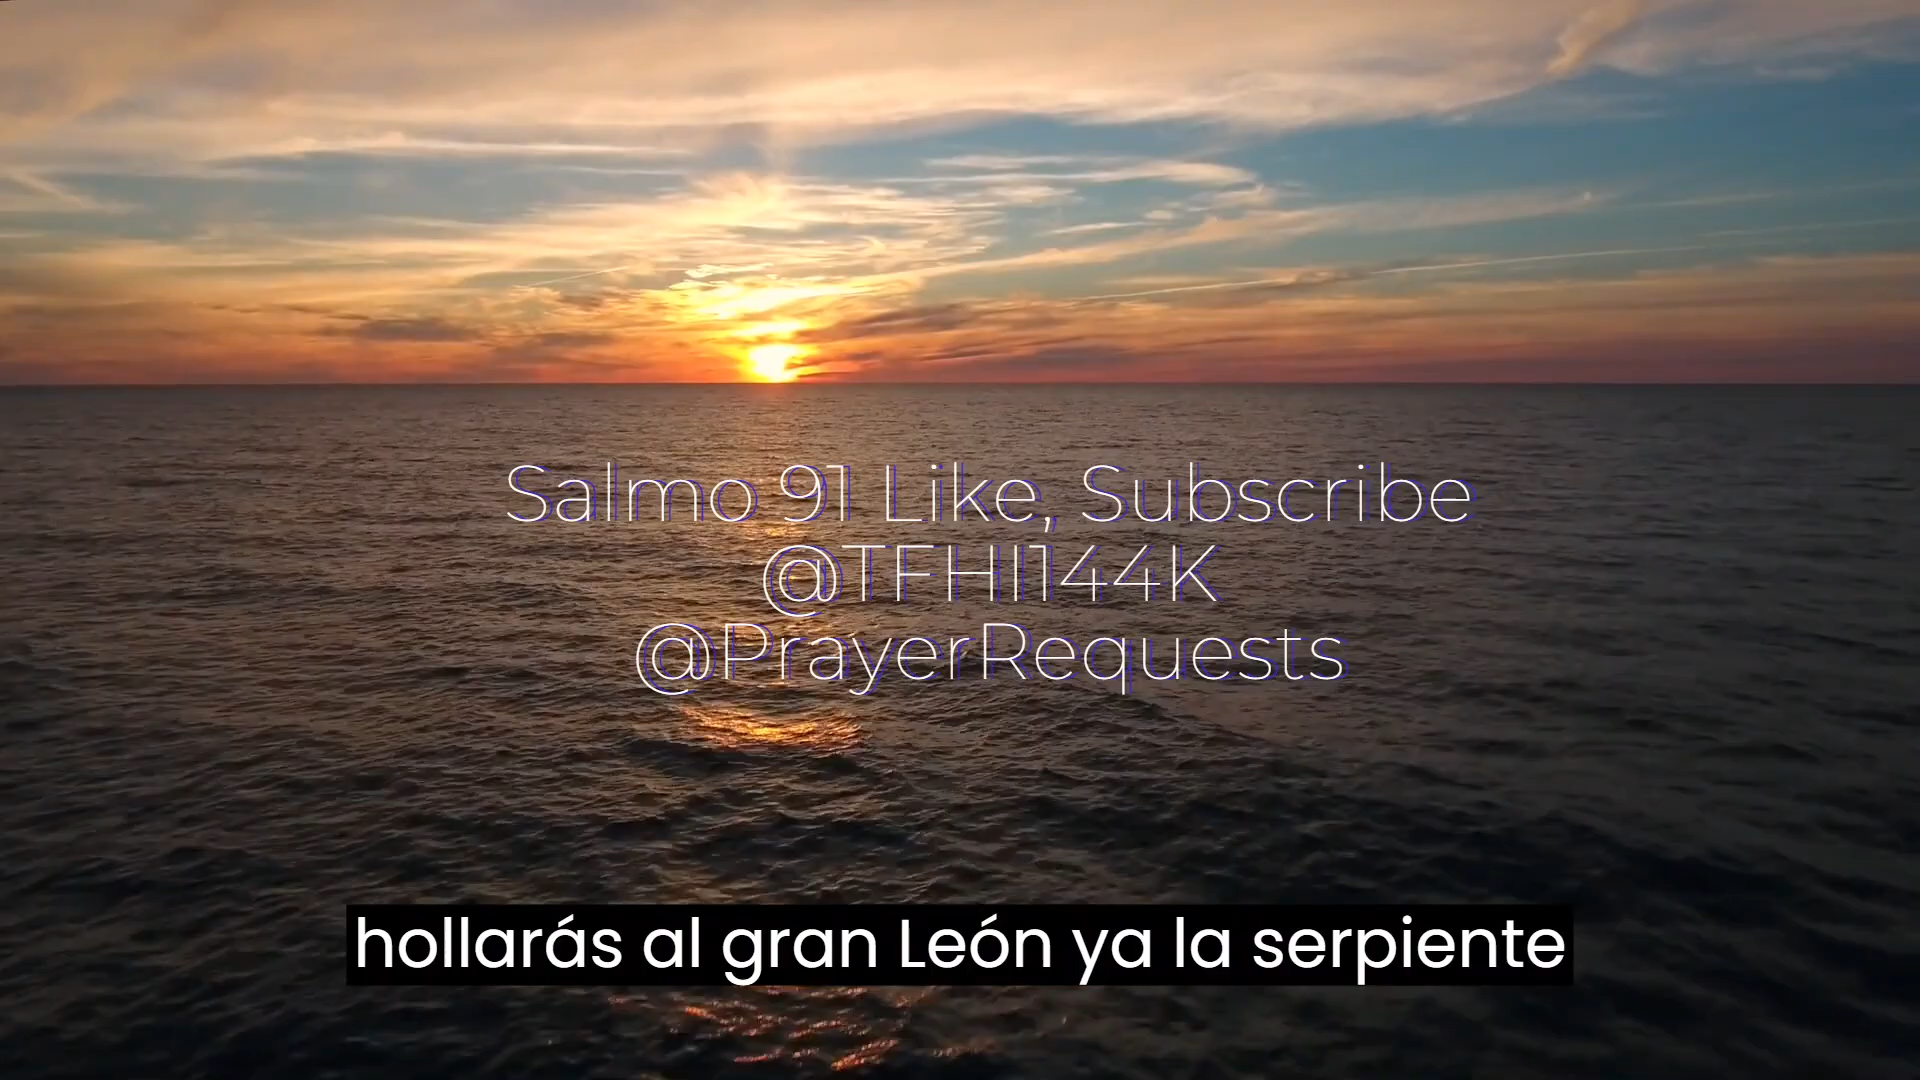 Salmo 91 Like, Subscribe
@TFHI144K
@PrayerRequests
hollarás al gran León ya la serpiente